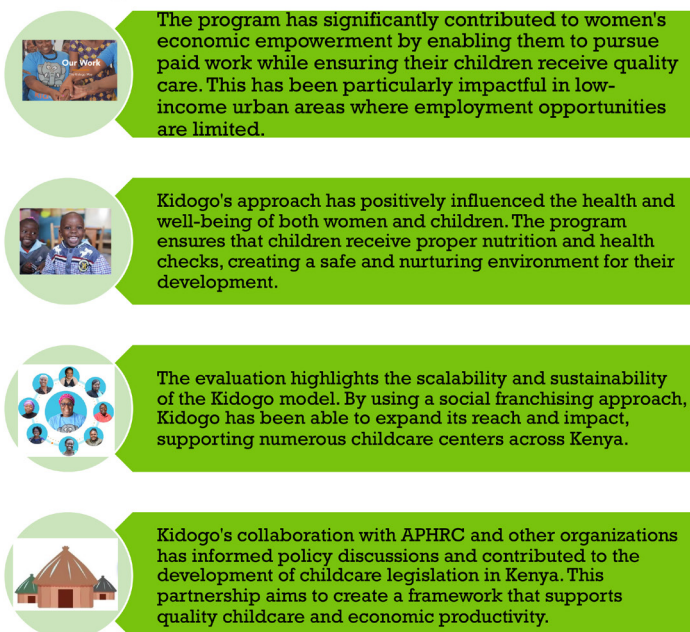 Our Work
The program has significantly contributed to women's
economic empowerment by enabling them to pursue
paid work while ensuring their children receive quality
care. This has been particularly impactful in low-
income urban areas where employment opportunities
are limited.
Kidogo's approach has positively influenced the health and
well-being of both women and children. The program
ensures that children receive proper nutrition and health
checks, creating a safe and nurturing environment for their
development.
The evaluation highlights the scalability and sustainability
of the Kidogo model. By using a social franchising approach,
Kidogo has been able to expand its reach and impact,
supporting numerous childcare centers across Kenya.
Kidogo's collaboration with APHRC and other organizations
has informed policy discussions and contributed to the
development of childcare legislation in Kenya. This
partnership aims to create a framework that supports
quality childcare and economic productivity.